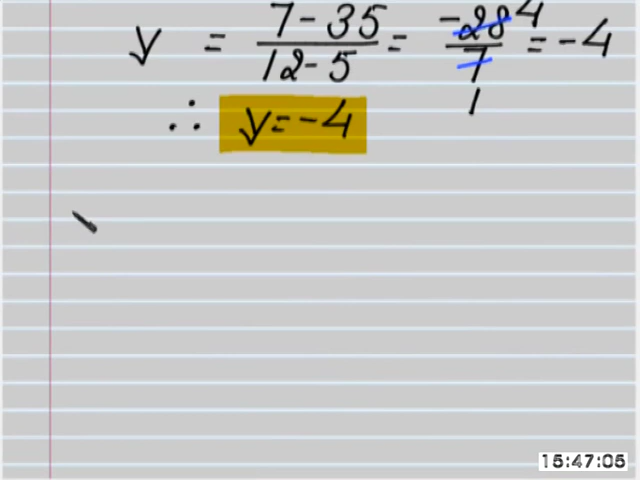 y = 7-35/12-5 = -28/7 4/1 = -4
∴ y=-4
15:47:05